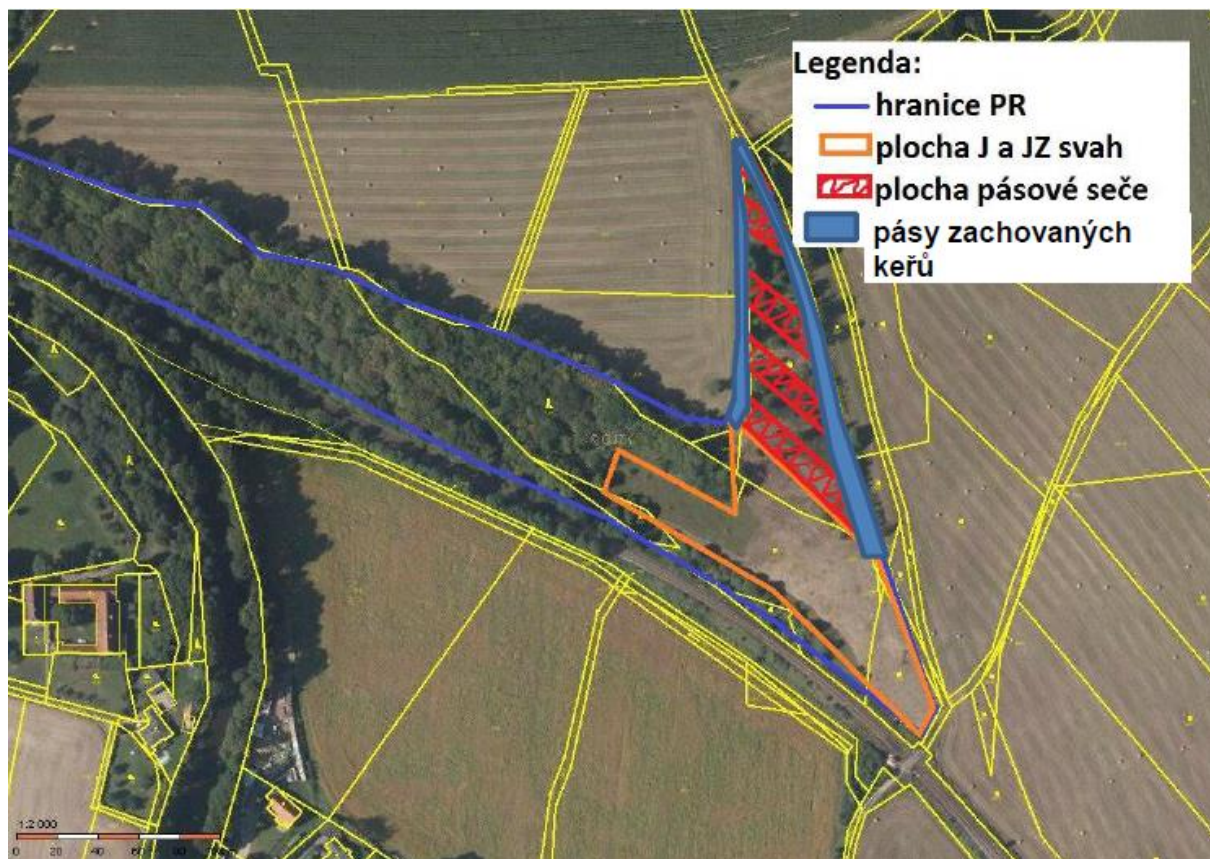 Legenda:
hranice PR
plocha J a JZ svah
plocha pásové seče
pásy zachovaných
keřů
1:2 000
0 20 40 60 80